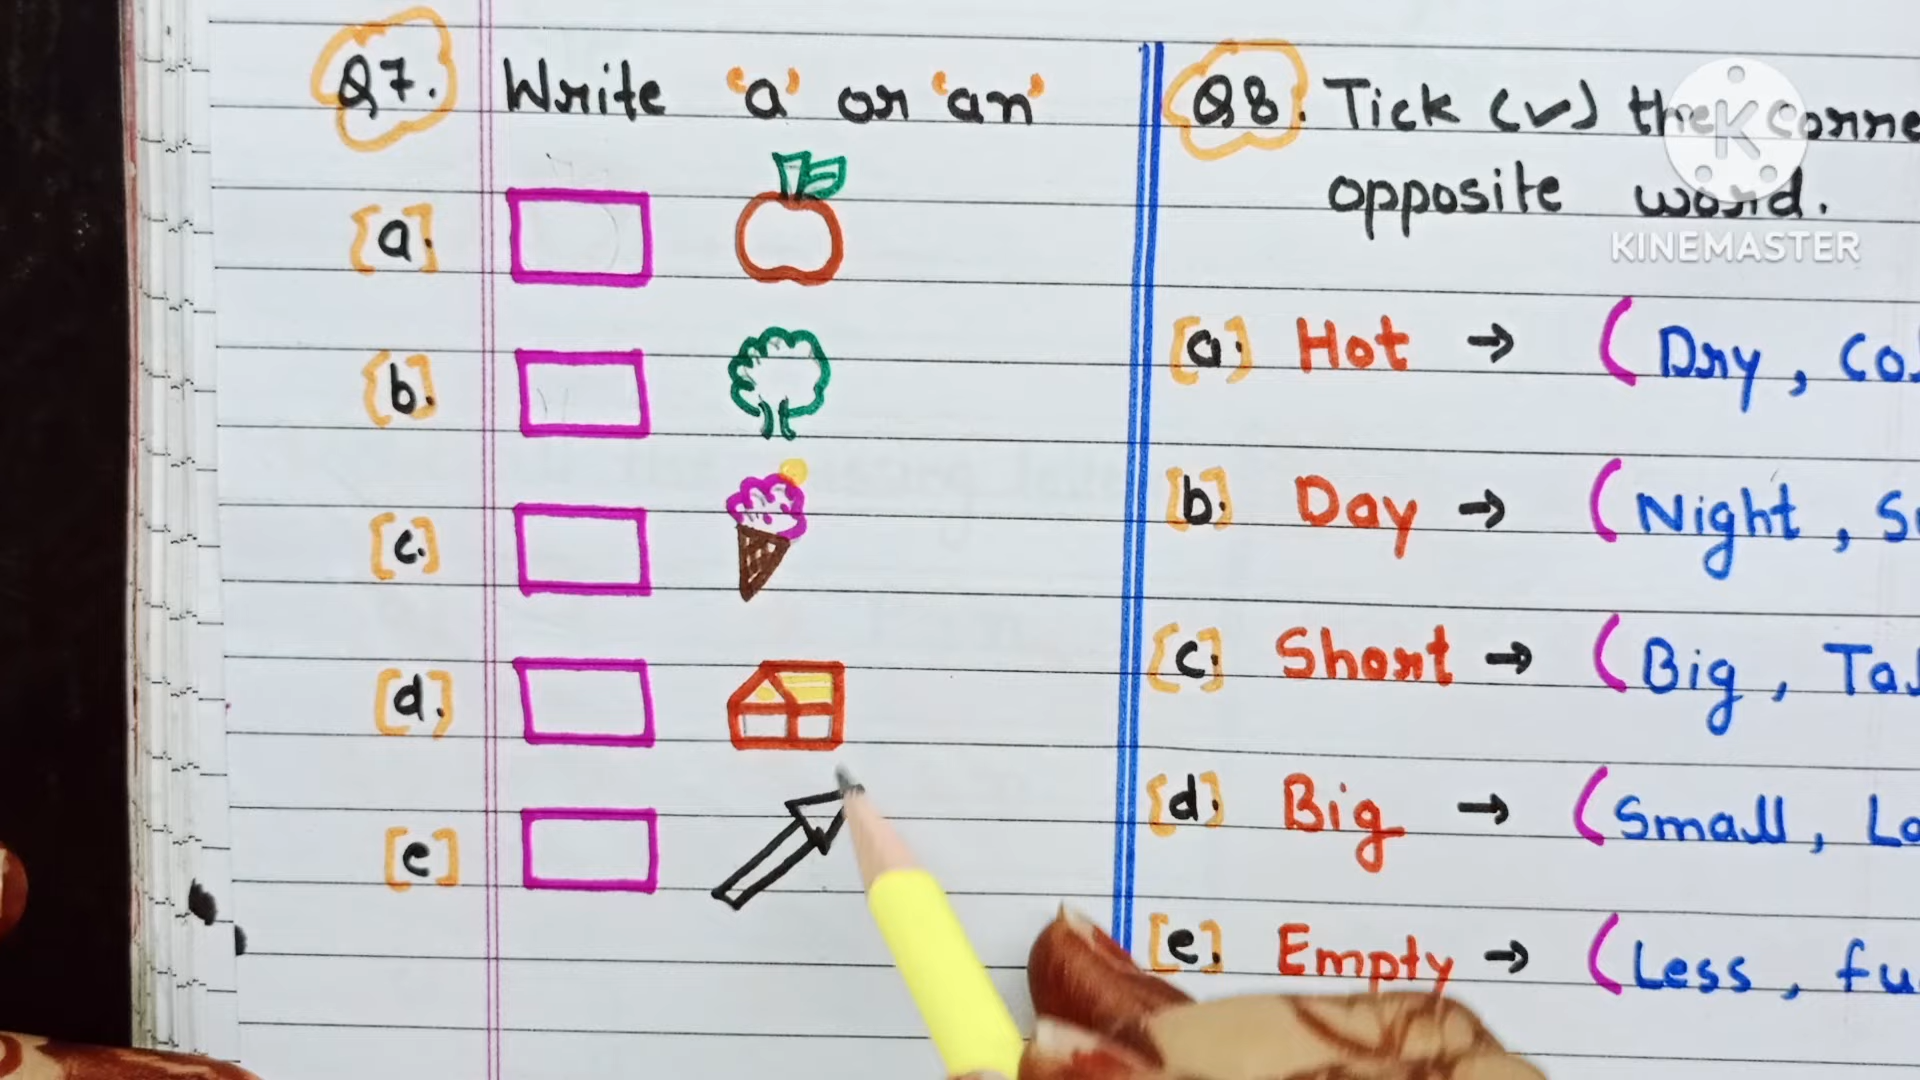 Q7. Write 'a' or 'an'
[a].
[b].
[c].
[d].
[e]
Q8. Tick (✓) the
opposite word.
[a]. Hot → (Dry,
[b]. Day → (Night,
[c]. Short → (Big,
[d]. Big → (Small,
[e]. Empty → (Less,
K
KINEMASTER